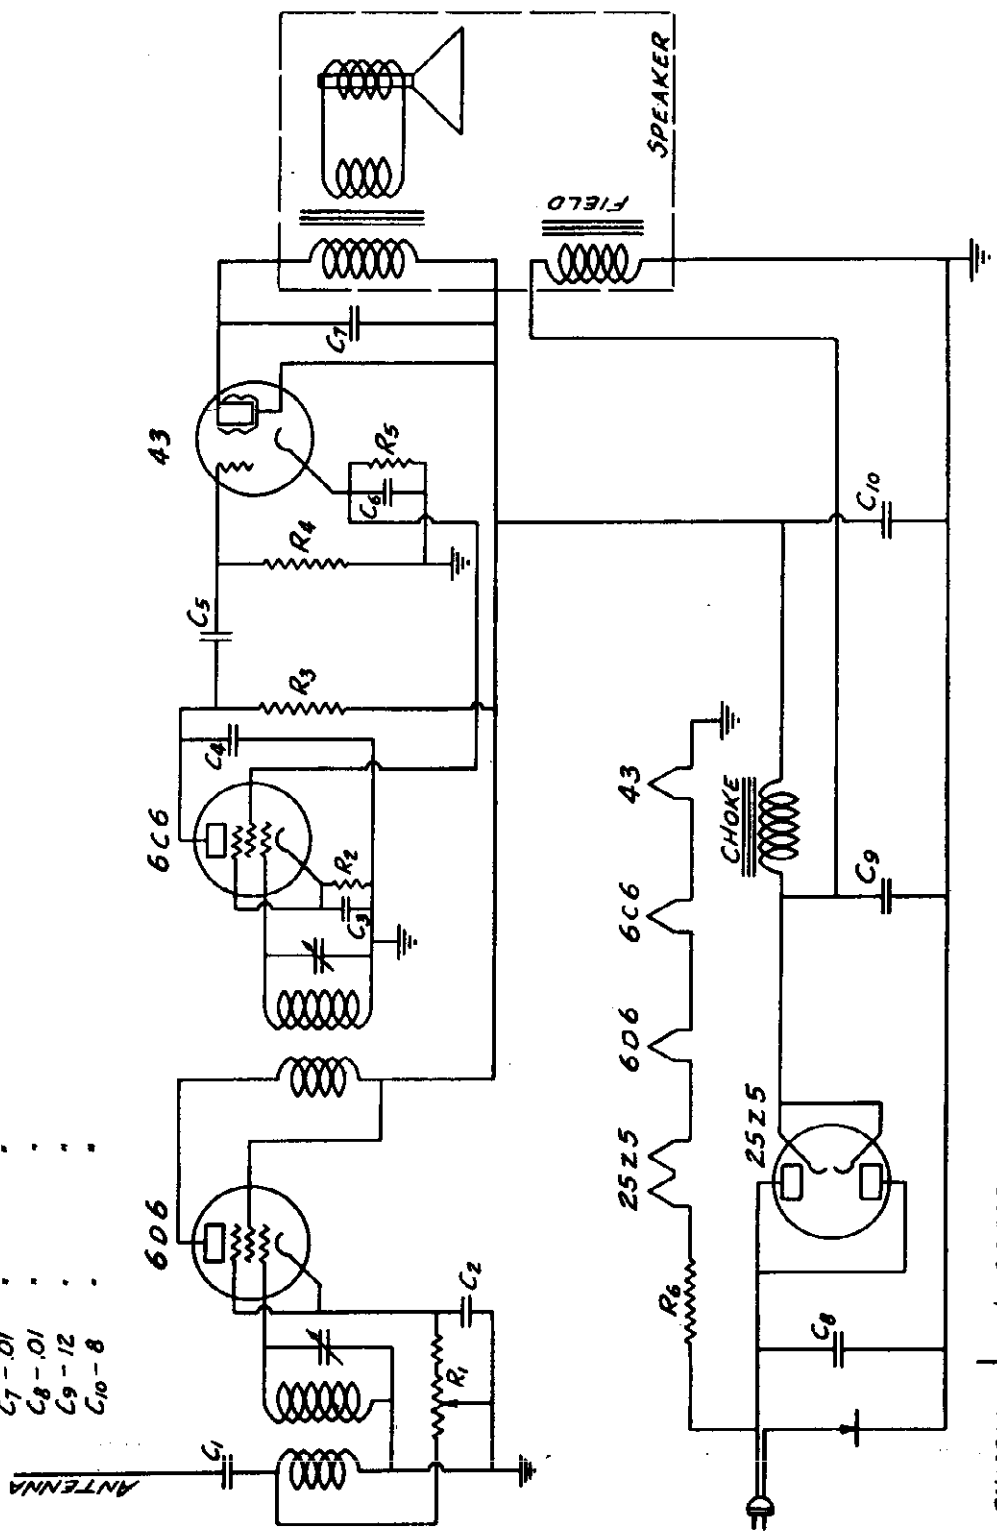 C7 - .01 " "
C8 - .01 " "
C9 - 12 " "
C10 - 8 " "
ANTENNA
C1
R1
C2
6D6
6C6
C3
R2
C4
R3
C5
R4
43
C6
R5
C7
SPEAKER
FIELD
R6
25Z5
6D6
6C6
43
C8
25Z5
CHOKE
C9
C10